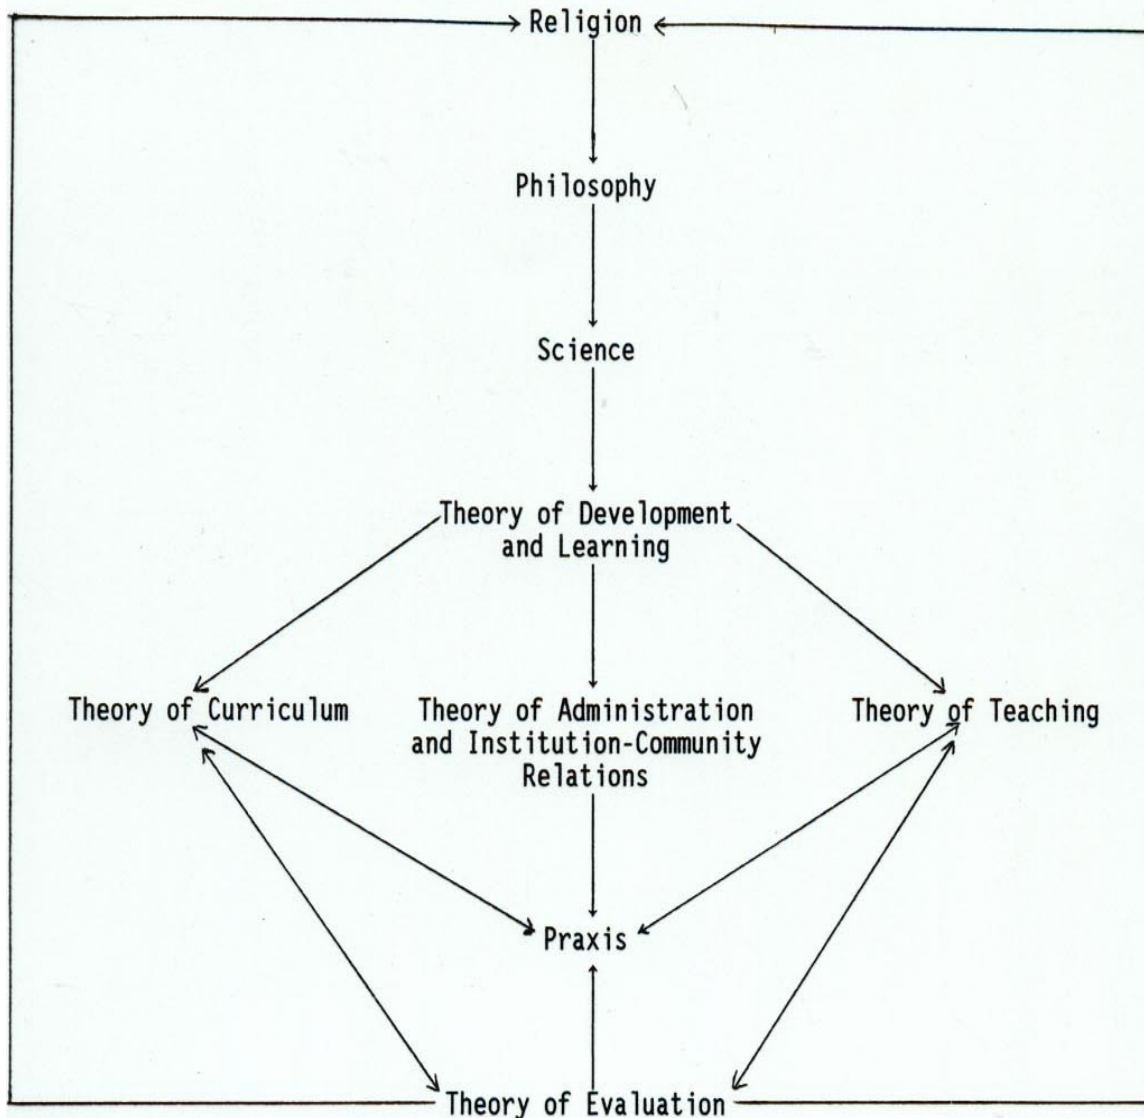 Religion
Philosophy
Science
Theory of Development
and Learning
Theory of Curriculum
Theory of Administration
and Institution-Community
Relations
Theory of Teaching
Praxis
Theory of Evaluation